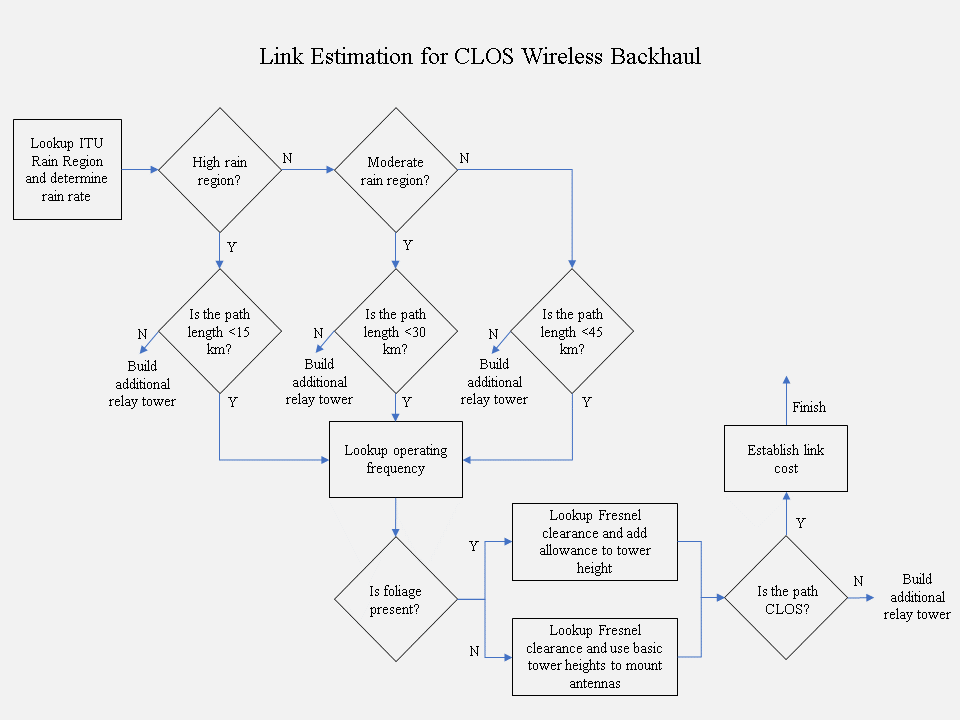 Link Estimation for CLOS Wireless Backhaul
Lookup ITU
Rain Region
and determine
rain rate
High rain
region?
N
Moderate
rain region?
N
Y
Y
Is the path
length <15
km?
N
Build
additional
relay tower
Y
Is the path
length <30
km?
N
Build
additional
relay tower
Y
Is the path
length <45
km?
N
Build
additional
relay tower
Y
Lookup operating
frequency
Is foliage
present?
Y
Lookup Fresnel
clearance and add
allowance to tower
height
N
Lookup Fresnel
clearance and use basic
tower heights to mount
antennas
Is the path
CLOS?
N
Build
additional
relay tower
Y
Establish link
cost
Finish